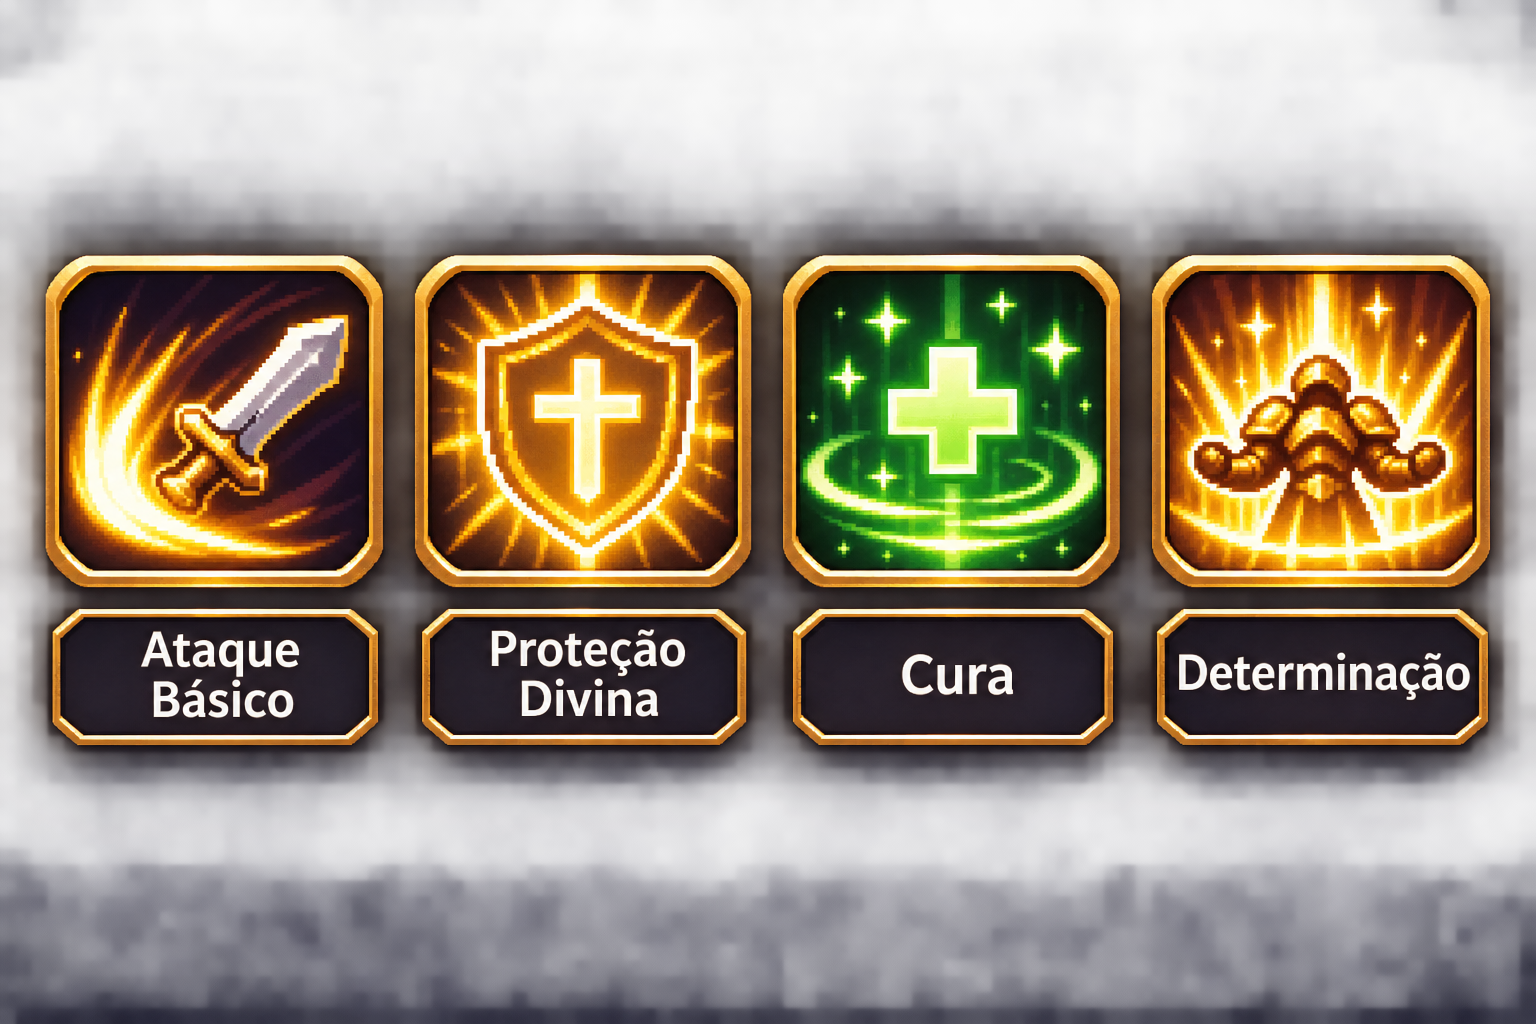 Ataque
Básico
Proteção
Divina
Cura
Determinação